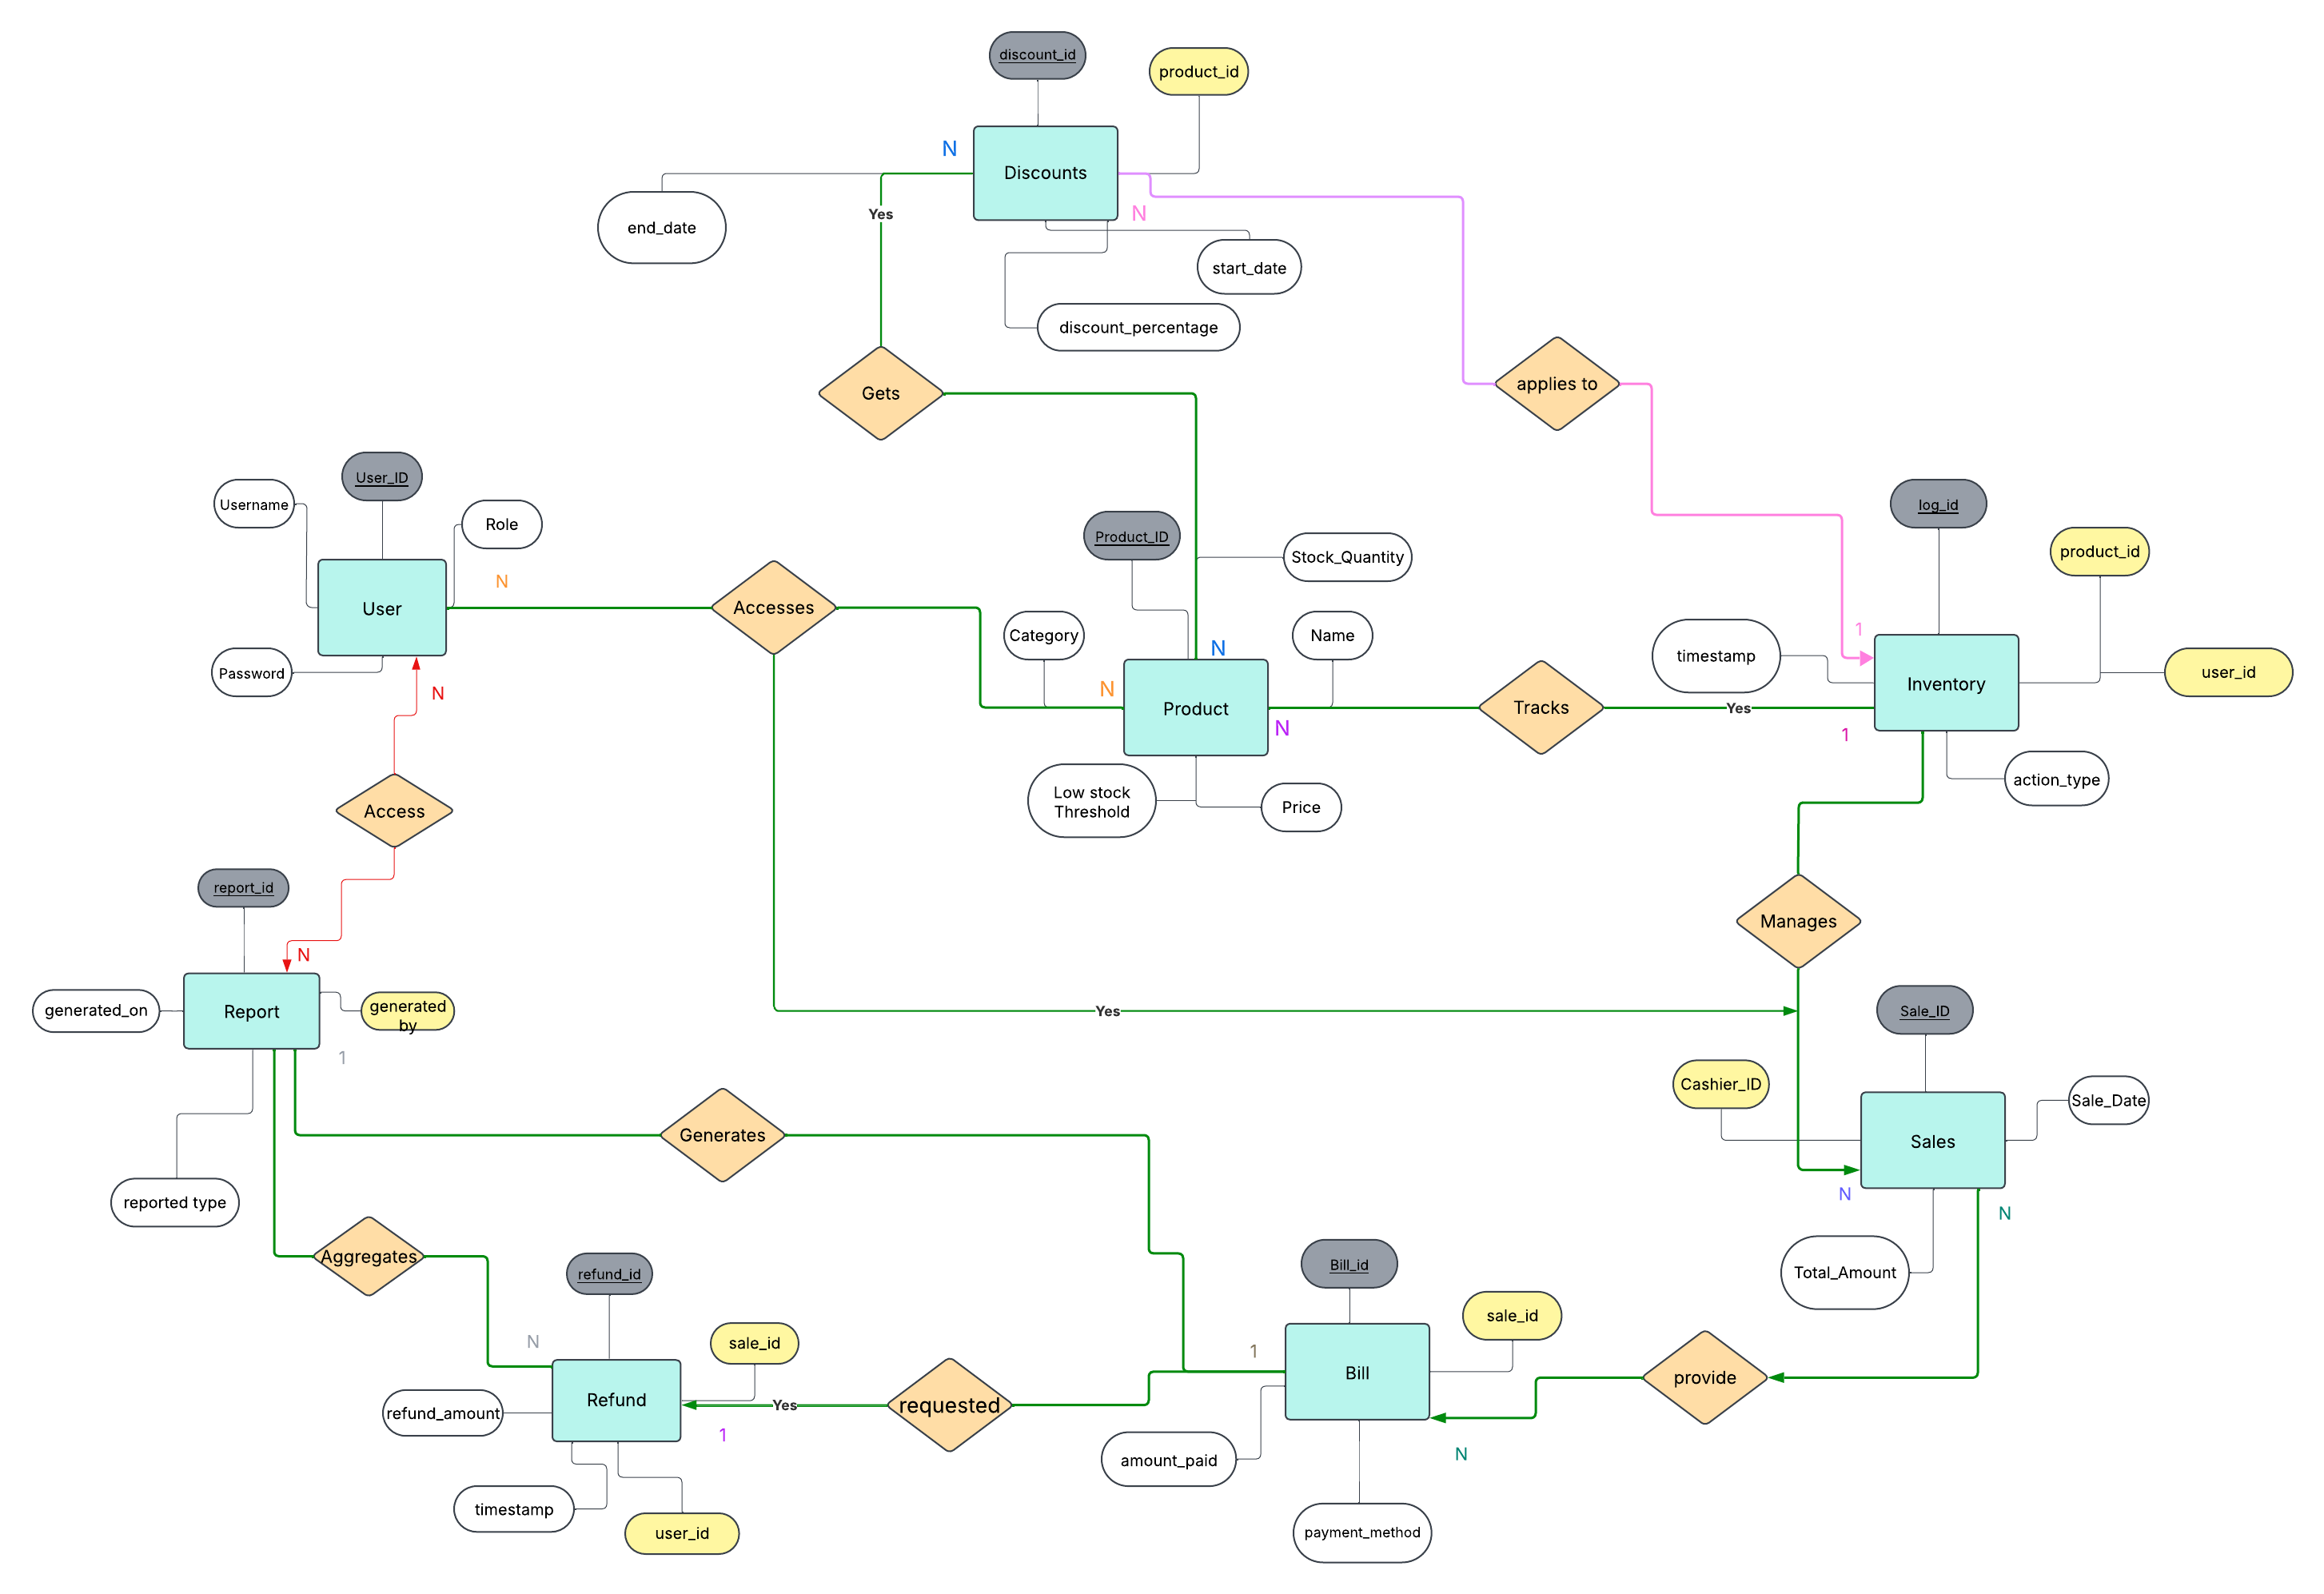 discount_id
product_id
N
Discounts
Yes
N
end_date
start_date
discount_percentage
applies to
Gets
User_ID
Username
Role
log_id
Product_ID
Stock_Quantity
product_id
N
User
Accesses
Category
Name
1
N
timestamp
Password
user_id
N
N
Product
Tracks
Yes
Inventory
N
1
Low stock
Threshold
Price
action_type
Access
report_id
Manages
N
generated_on
Report
generated
by
Yes
Sale_ID
1
Cashier_ID
Sale_Date
Generates
Sales
reported type
N
N
Aggregates
refund_id
Bill_id
Total_Amount
N
sale_id
1
sale_id
Bill
provide
refund_amount
Refund
Yes
requested
1
N
amount_paid
timestamp
user_id
payment_method